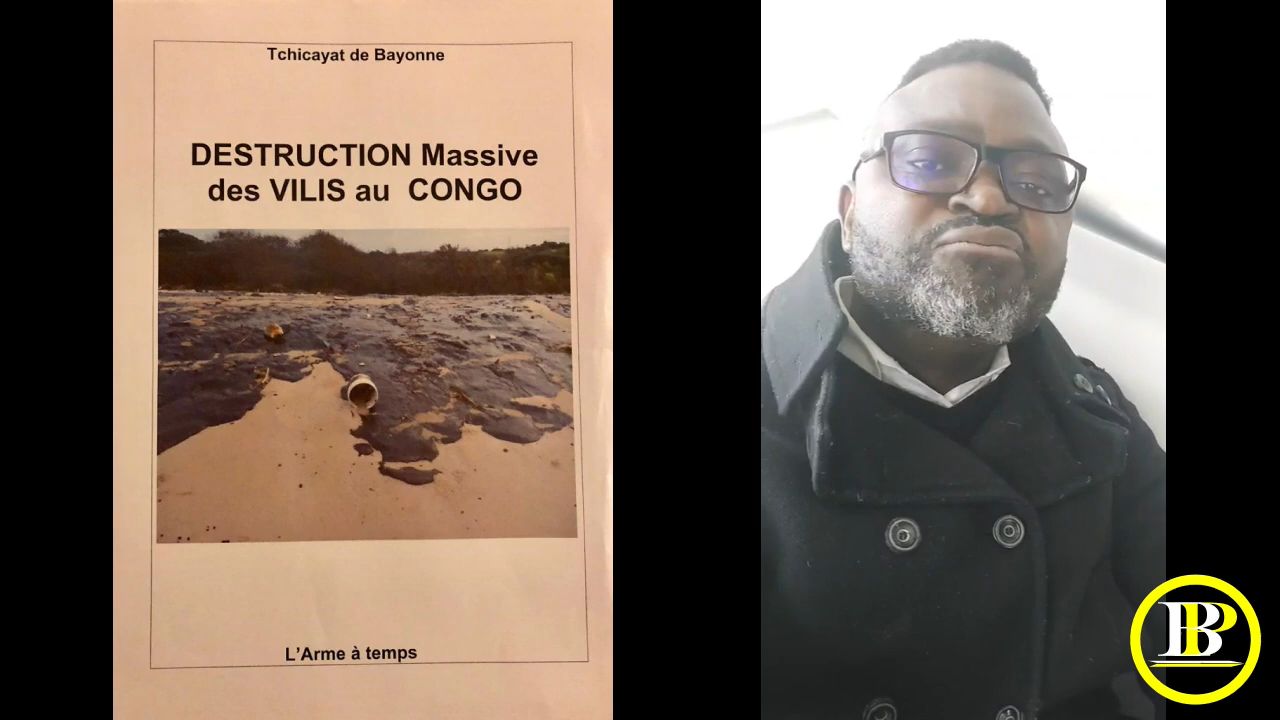 Tchicayat de Bayonne
DESTRUCTION Massive
des VILIS au CONGO
L'Arme à temps
BP